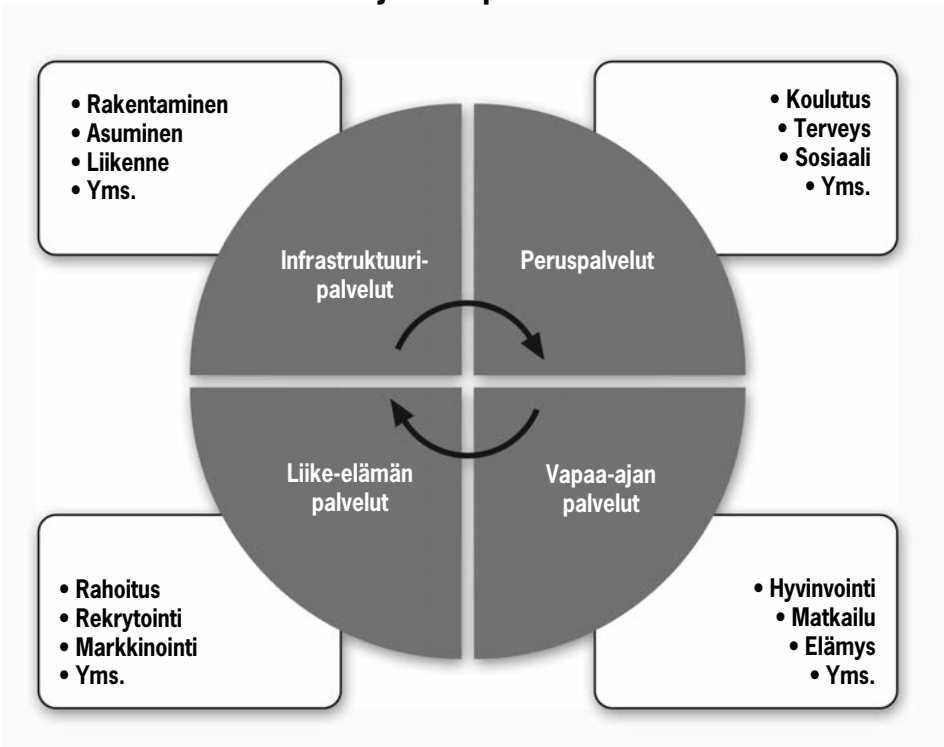 • Rakentaminen
• Asuminen
• Liikenne
• Yms.
• Koulutus
• Terveys
• Sosiaali
• Yms.
Infrastruktuuri-
palvelut
Peruspalvelut
Liike-elämän
palvelut
Vapaa-ajan
palvelut
• Rahoitus
• Rekrytointi
• Markkinointi
• Yms.
• Hyvinvointi
• Matkailu
• Elämys
• Yms.